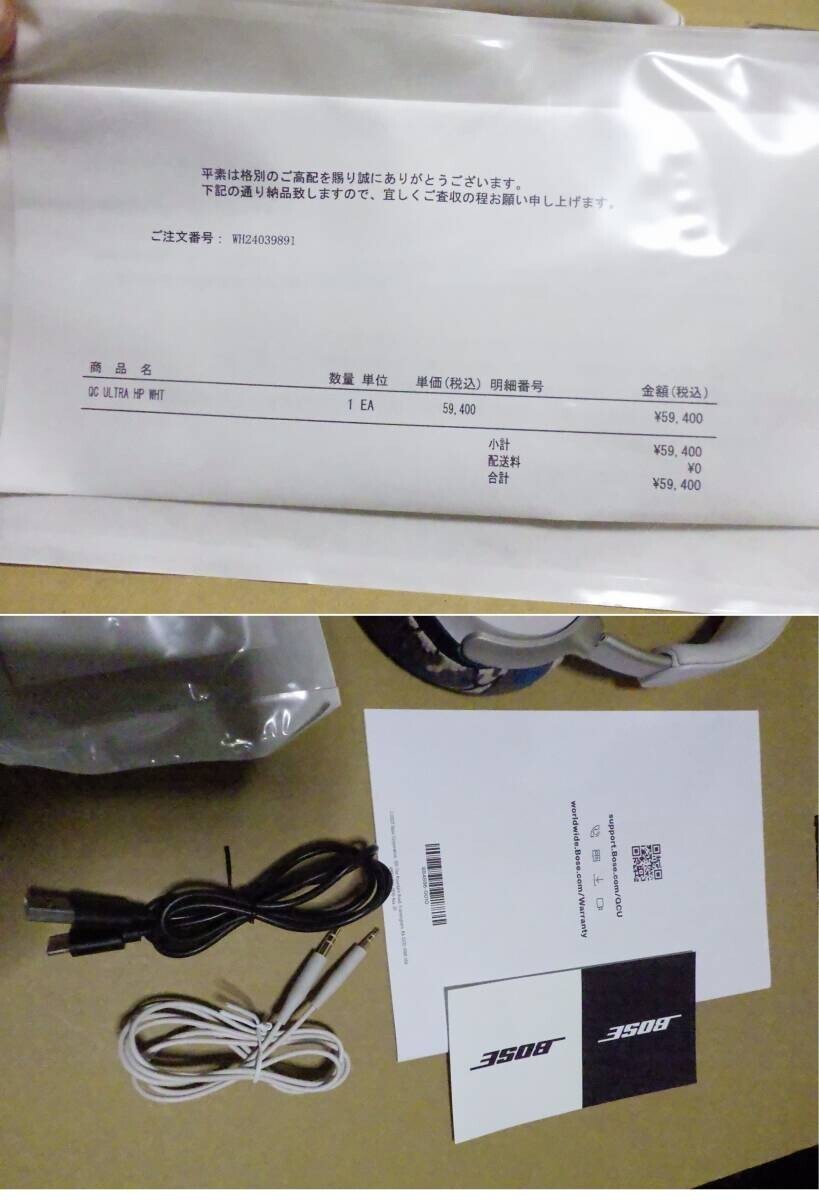 平素は格別のご高配を賜り誠にありがとうございます。
下記の通り納品致しますので、宜しくご査収の程お願い申し上げます。
ご注文番号： WH24039891
商 品 名 数量 単位 単価(税込) 明細番号 金額(税込)
QC ULTRA HP WHT 1 EA 59,400 ¥59,400
小計 ¥59,400
配送料 ¥0
合計 ¥59,400
support.Bose.com/QCU
worldwide.Bose.com/Warranty
BOSE
BOSE